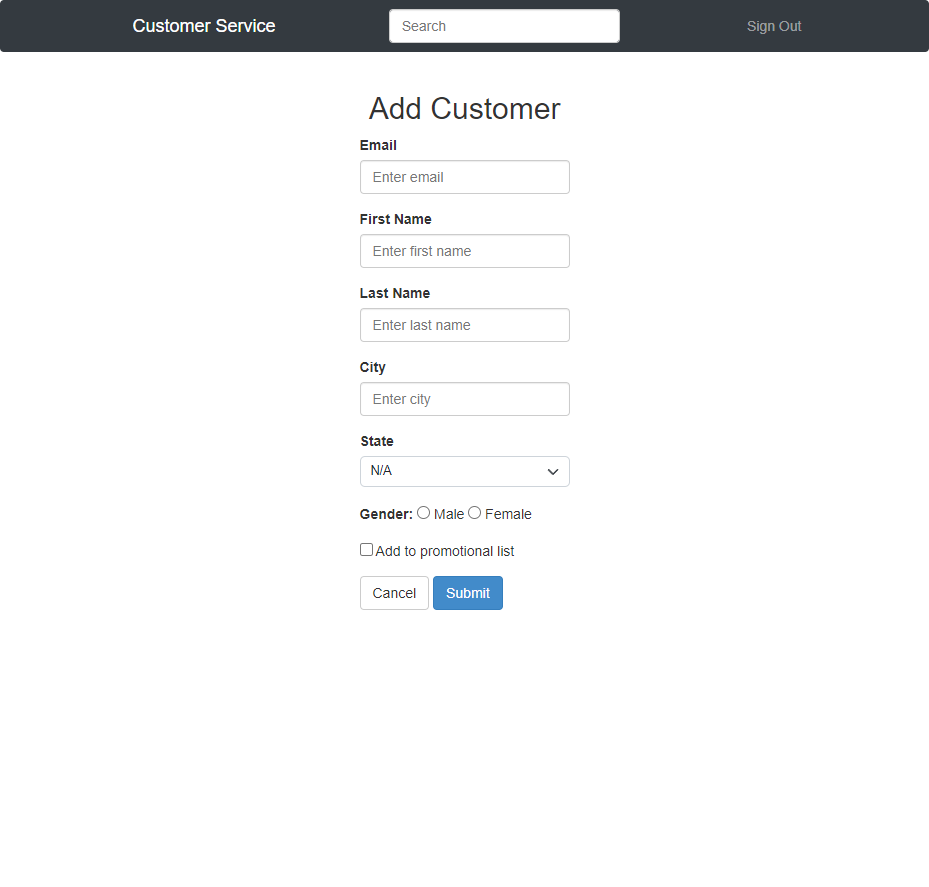 Customer Service Search Sign Out
Add Customer
Email
Enter email
First Name
Enter first name
Last Name
Enter last name
City
Enter city
State
N/A
Gender: Male Female
Add to promotional list
Cancel Submit